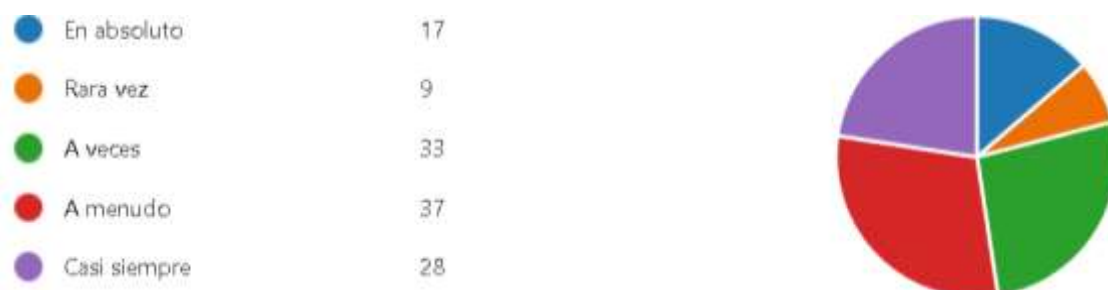 En absoluto 17
Rara vez 9
A veces 33
A menudo 37
Casi siempre 28